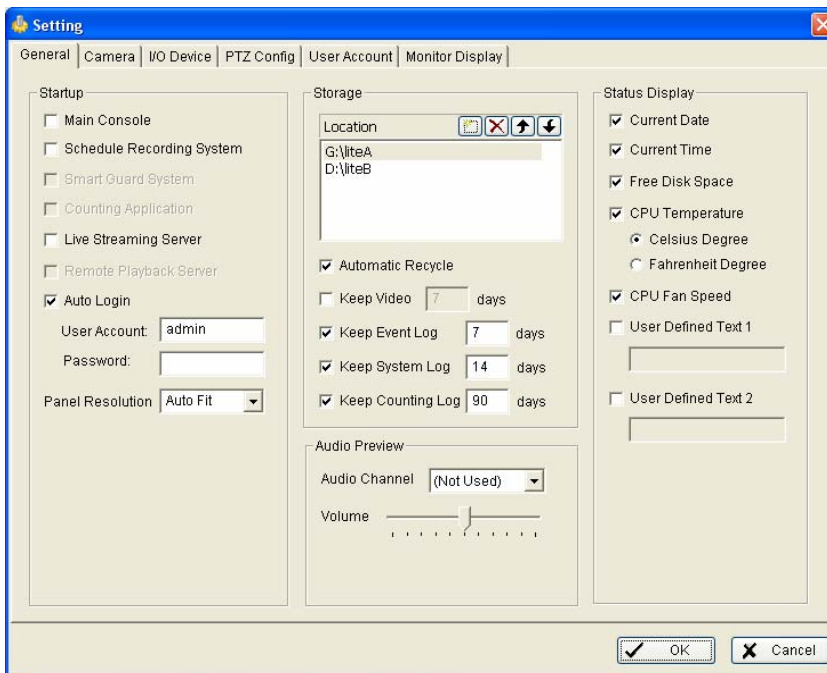 Setting
General Camera I/O Device PTZ Config User Account Monitor Display
Startup
Main Console
Schedule Recording System
Smart Guard System
Counting Application
Live Streaming Server
Remote Playback Server
Auto Login
User Account: admin
Password:
Panel Resolution Auto Fit
Storage
Location
G:\liteA
D:\liteB
Automatic Recycle
Keep Video 7 days
Keep Event Log 7 days
Keep System Log 14 days
Keep Counting Log 90 days
Audio Preview
Audio Channel (Not Used)
Volume
Status Display
Current Date
Current Time
Free Disk Space
CPU Temperature
Celsius Degree
Fahrenheit Degree
CPU Fan Speed
User Defined Text 1
User Defined Text 2
OK Cancel